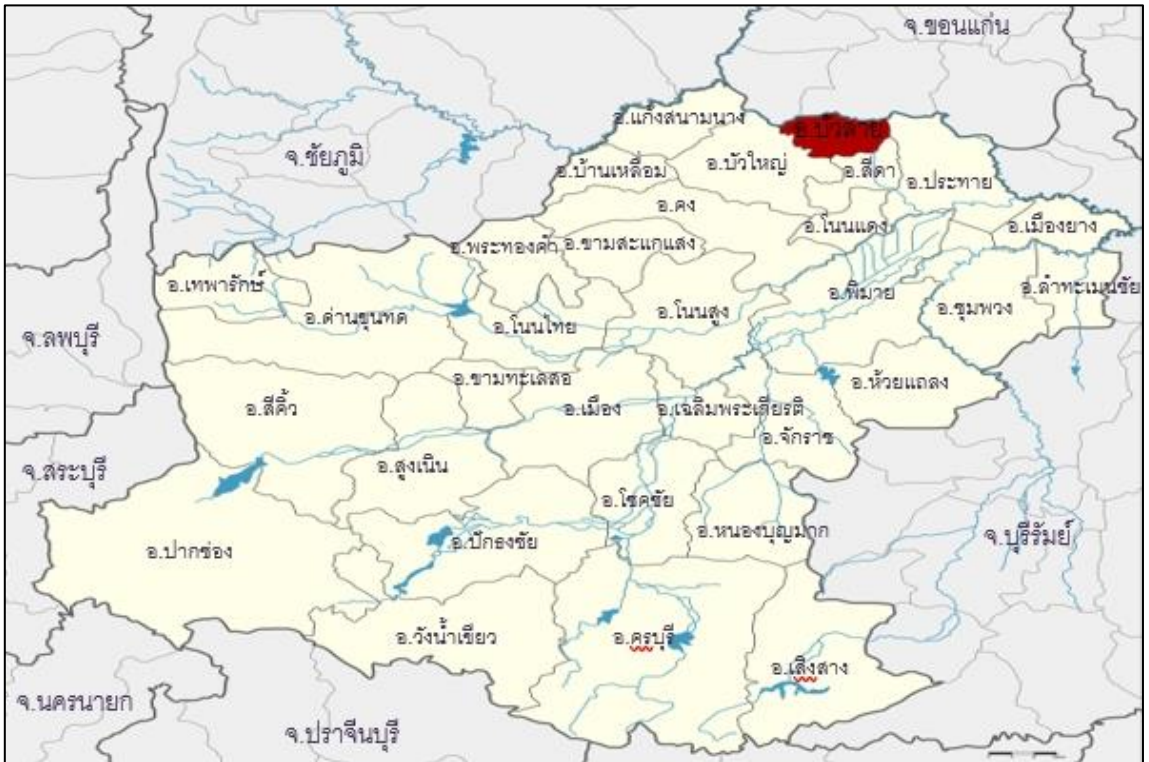 จ.ขอนแก่น
อ.แก้งสนามนาง
อ.บัวลาย
จ.ชัยภูมิ
อ.บ้านเหลื่อม
อ.บัวใหญ่
อ.สีดา
อ.ประทาย
อ.คง
อ.โนนแดง
อ.เมืองยาง
อ.พระทองคำ
อ.ขามสะแกแสง
อ.เทพารักษ์
อ.ด่านขุนทด
อ.โนนไทย
อ.โนนสูง
อ.พิมาย
อ.ชุมพวง
อ.ลำทะเมนชัย
จ.ลพบุรี
อ.ขามทะเลสอ
อ.ห้วยแถลง
อ.สีคิ้ว
อ.เมือง
อ.เฉลิมพระเกียรติ
อ.จักราช
จ.สระบุรี
อ.สูงเนิน
อ.โชคชัย
อ.หนองบุญมาก
จ.บุรีรัมย์
อ.ปากช่อง
อ.ปักธงชัย
อ.วังน้ำเขียว
อ.ครบุรี
อ.เสิงสาง
จ.นครนายก
จ.ปราจีนบุรี